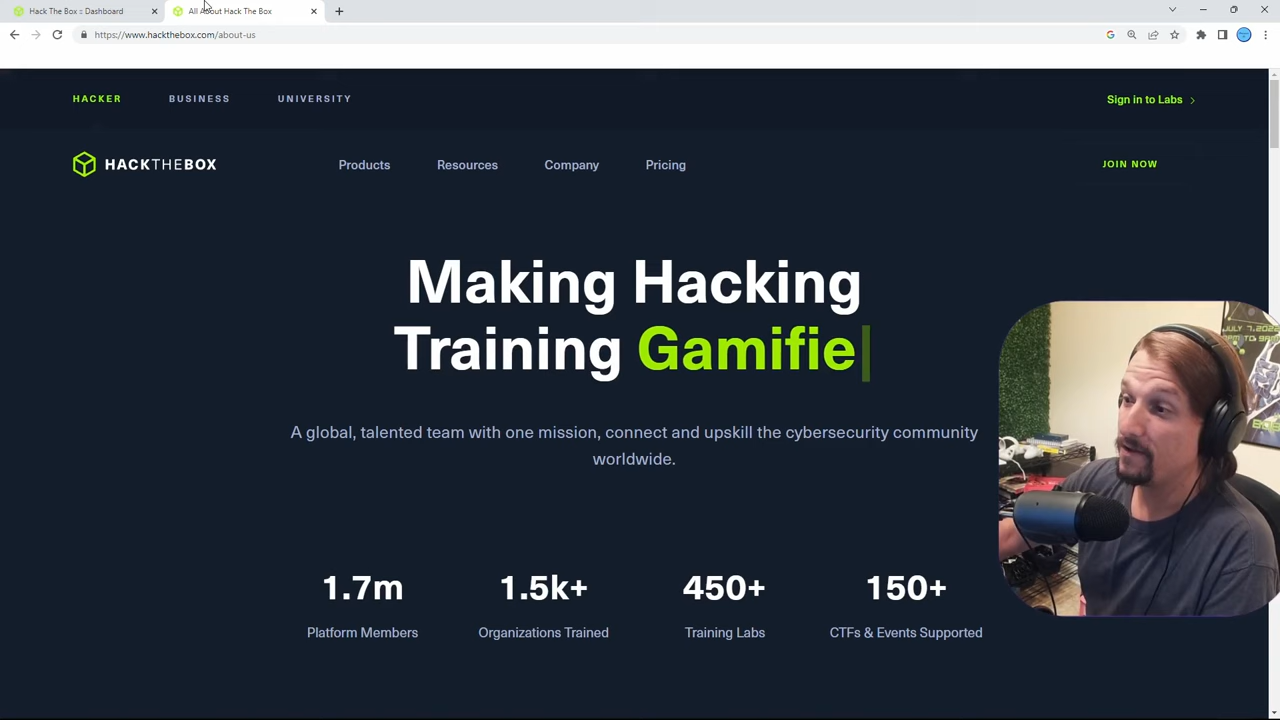 Hack The Box :: Dashboard
All About Hack The Box
https://www.hackthebox.com/about-us
HACKER
BUSINESS
UNIVERSITY
Sign in to Labs
HACKTHEBOX
Products
Resources
Company
Pricing
JOIN NOW
Making Hacking
Training Gamifie
A global, talented team with one mission, connect and upskill the cybersecurity community
worldwide.
1.7m
1.5k+
450+
150+
Platform Members
Organizations Trained
Training Labs
CTFs & Events Supported
JULY 7, 2022